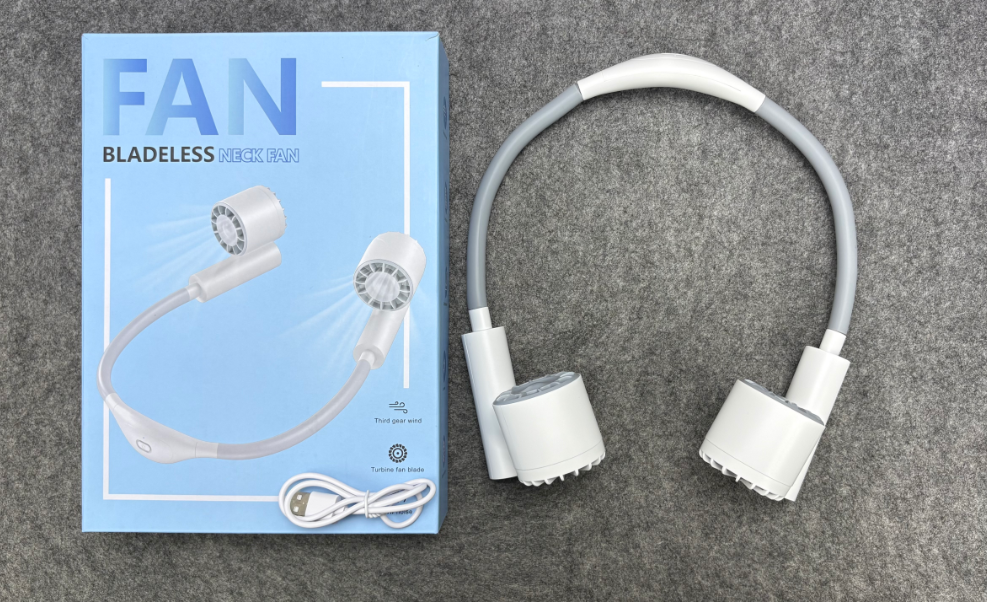 FAN
BLADELESS NECK FAN
Third gear wind
Turbine fan blade